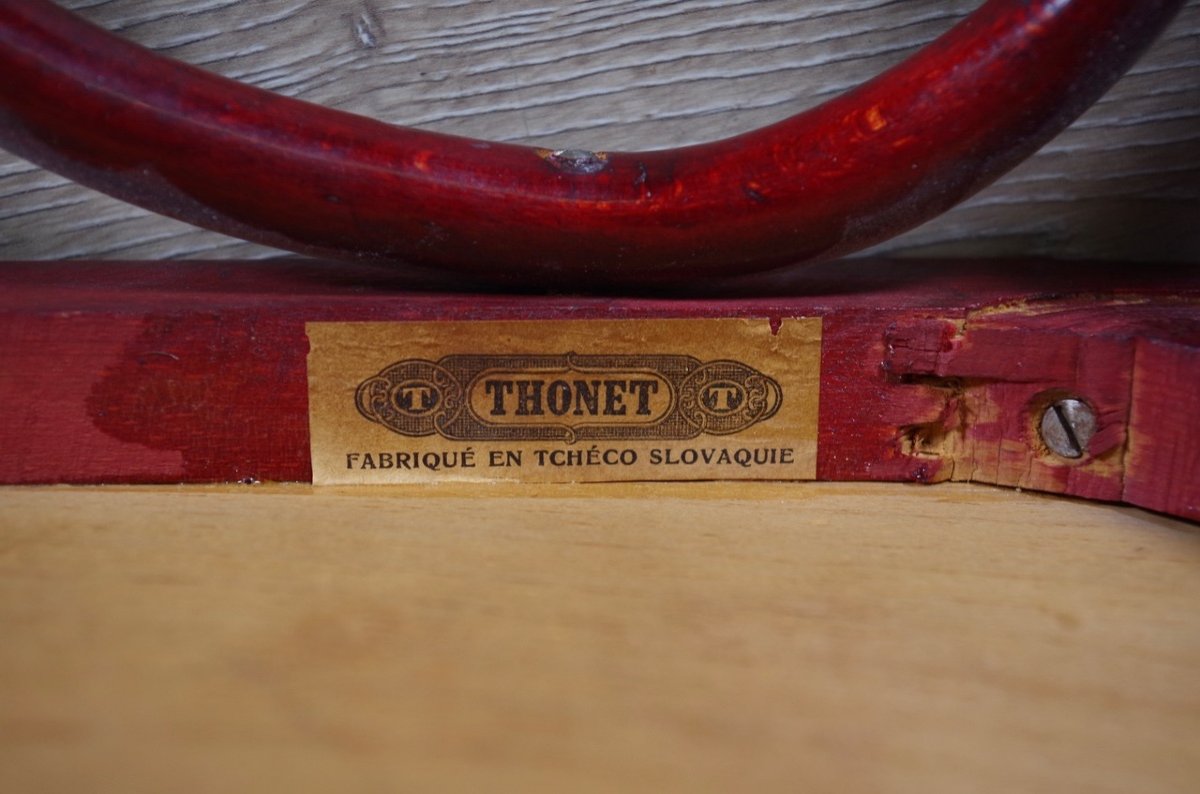 T THONET T
FABRIQUÉ EN TCHÉCO SLOVAQUIE